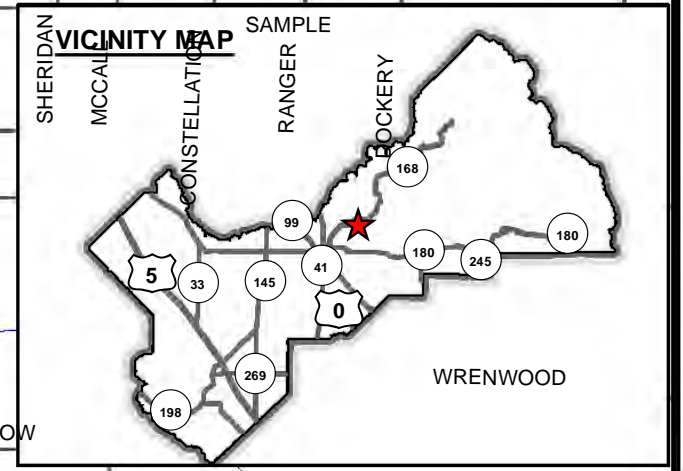 SAMPLE
VICINITY MAP
SHERIDAN
MCCALL
CONSTELLATION
RANGER
DOCKERY
168
99
180
180
41
245
5
33
145
0
269
WRENWOOD
198
OW